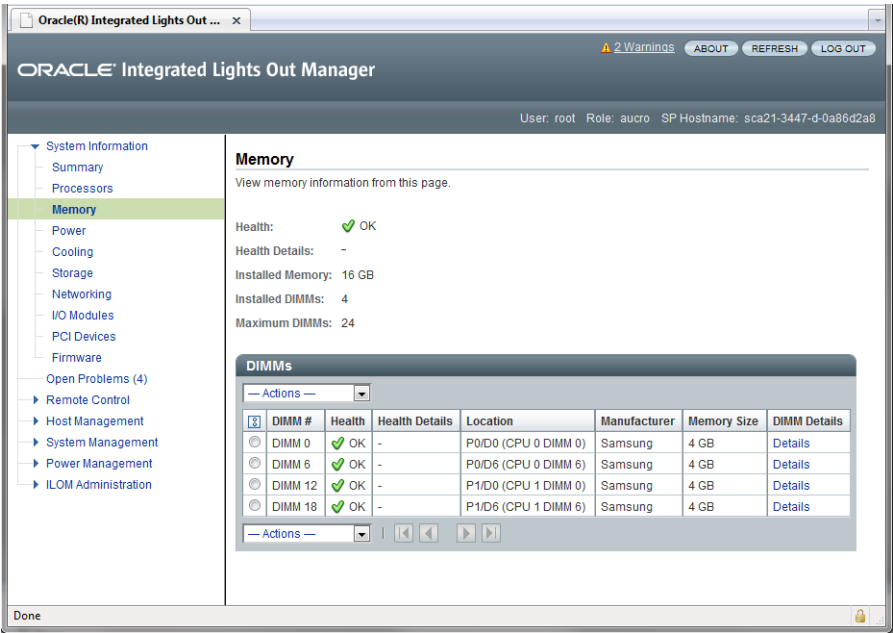 Oracle(R) Integrated Lights Out ... x
2 Warnings ABOUT REFRESH LOG OUT
ORACLE Integrated Lights Out Manager
User: root Role: aucro SP Hostname: sca21-3447-d-0a86d2a8
System Information
Summary
Processors
Memory
Power
Cooling
Storage
Networking
I/O Modules
PCI Devices
Firmware
Open Problems (4)
Remote Control
Host Management
System Management
Power Management
ILOM Administration
Memory
View memory information from this page.
Health: OK
Health Details: -
Installed Memory: 16 GB
Installed DIMMs: 4
Maximum DIMMs: 24
DIMMs
— Actions —
DIMM # Health Health Details Location Manufacturer Memory Size DIMM Details
DIMM 0 OK - P0/D0 (CPU 0 DIMM 0) Samsung 4 GB Details
DIMM 6 OK - P0/D6 (CPU 0 DIMM 6) Samsung 4 GB Details
DIMM 12 OK - P1/D0 (CPU 1 DIMM 0) Samsung 4 GB Details
DIMM 18 OK - P1/D6 (CPU 1 DIMM 6) Samsung 4 GB Details
— Actions —
Done